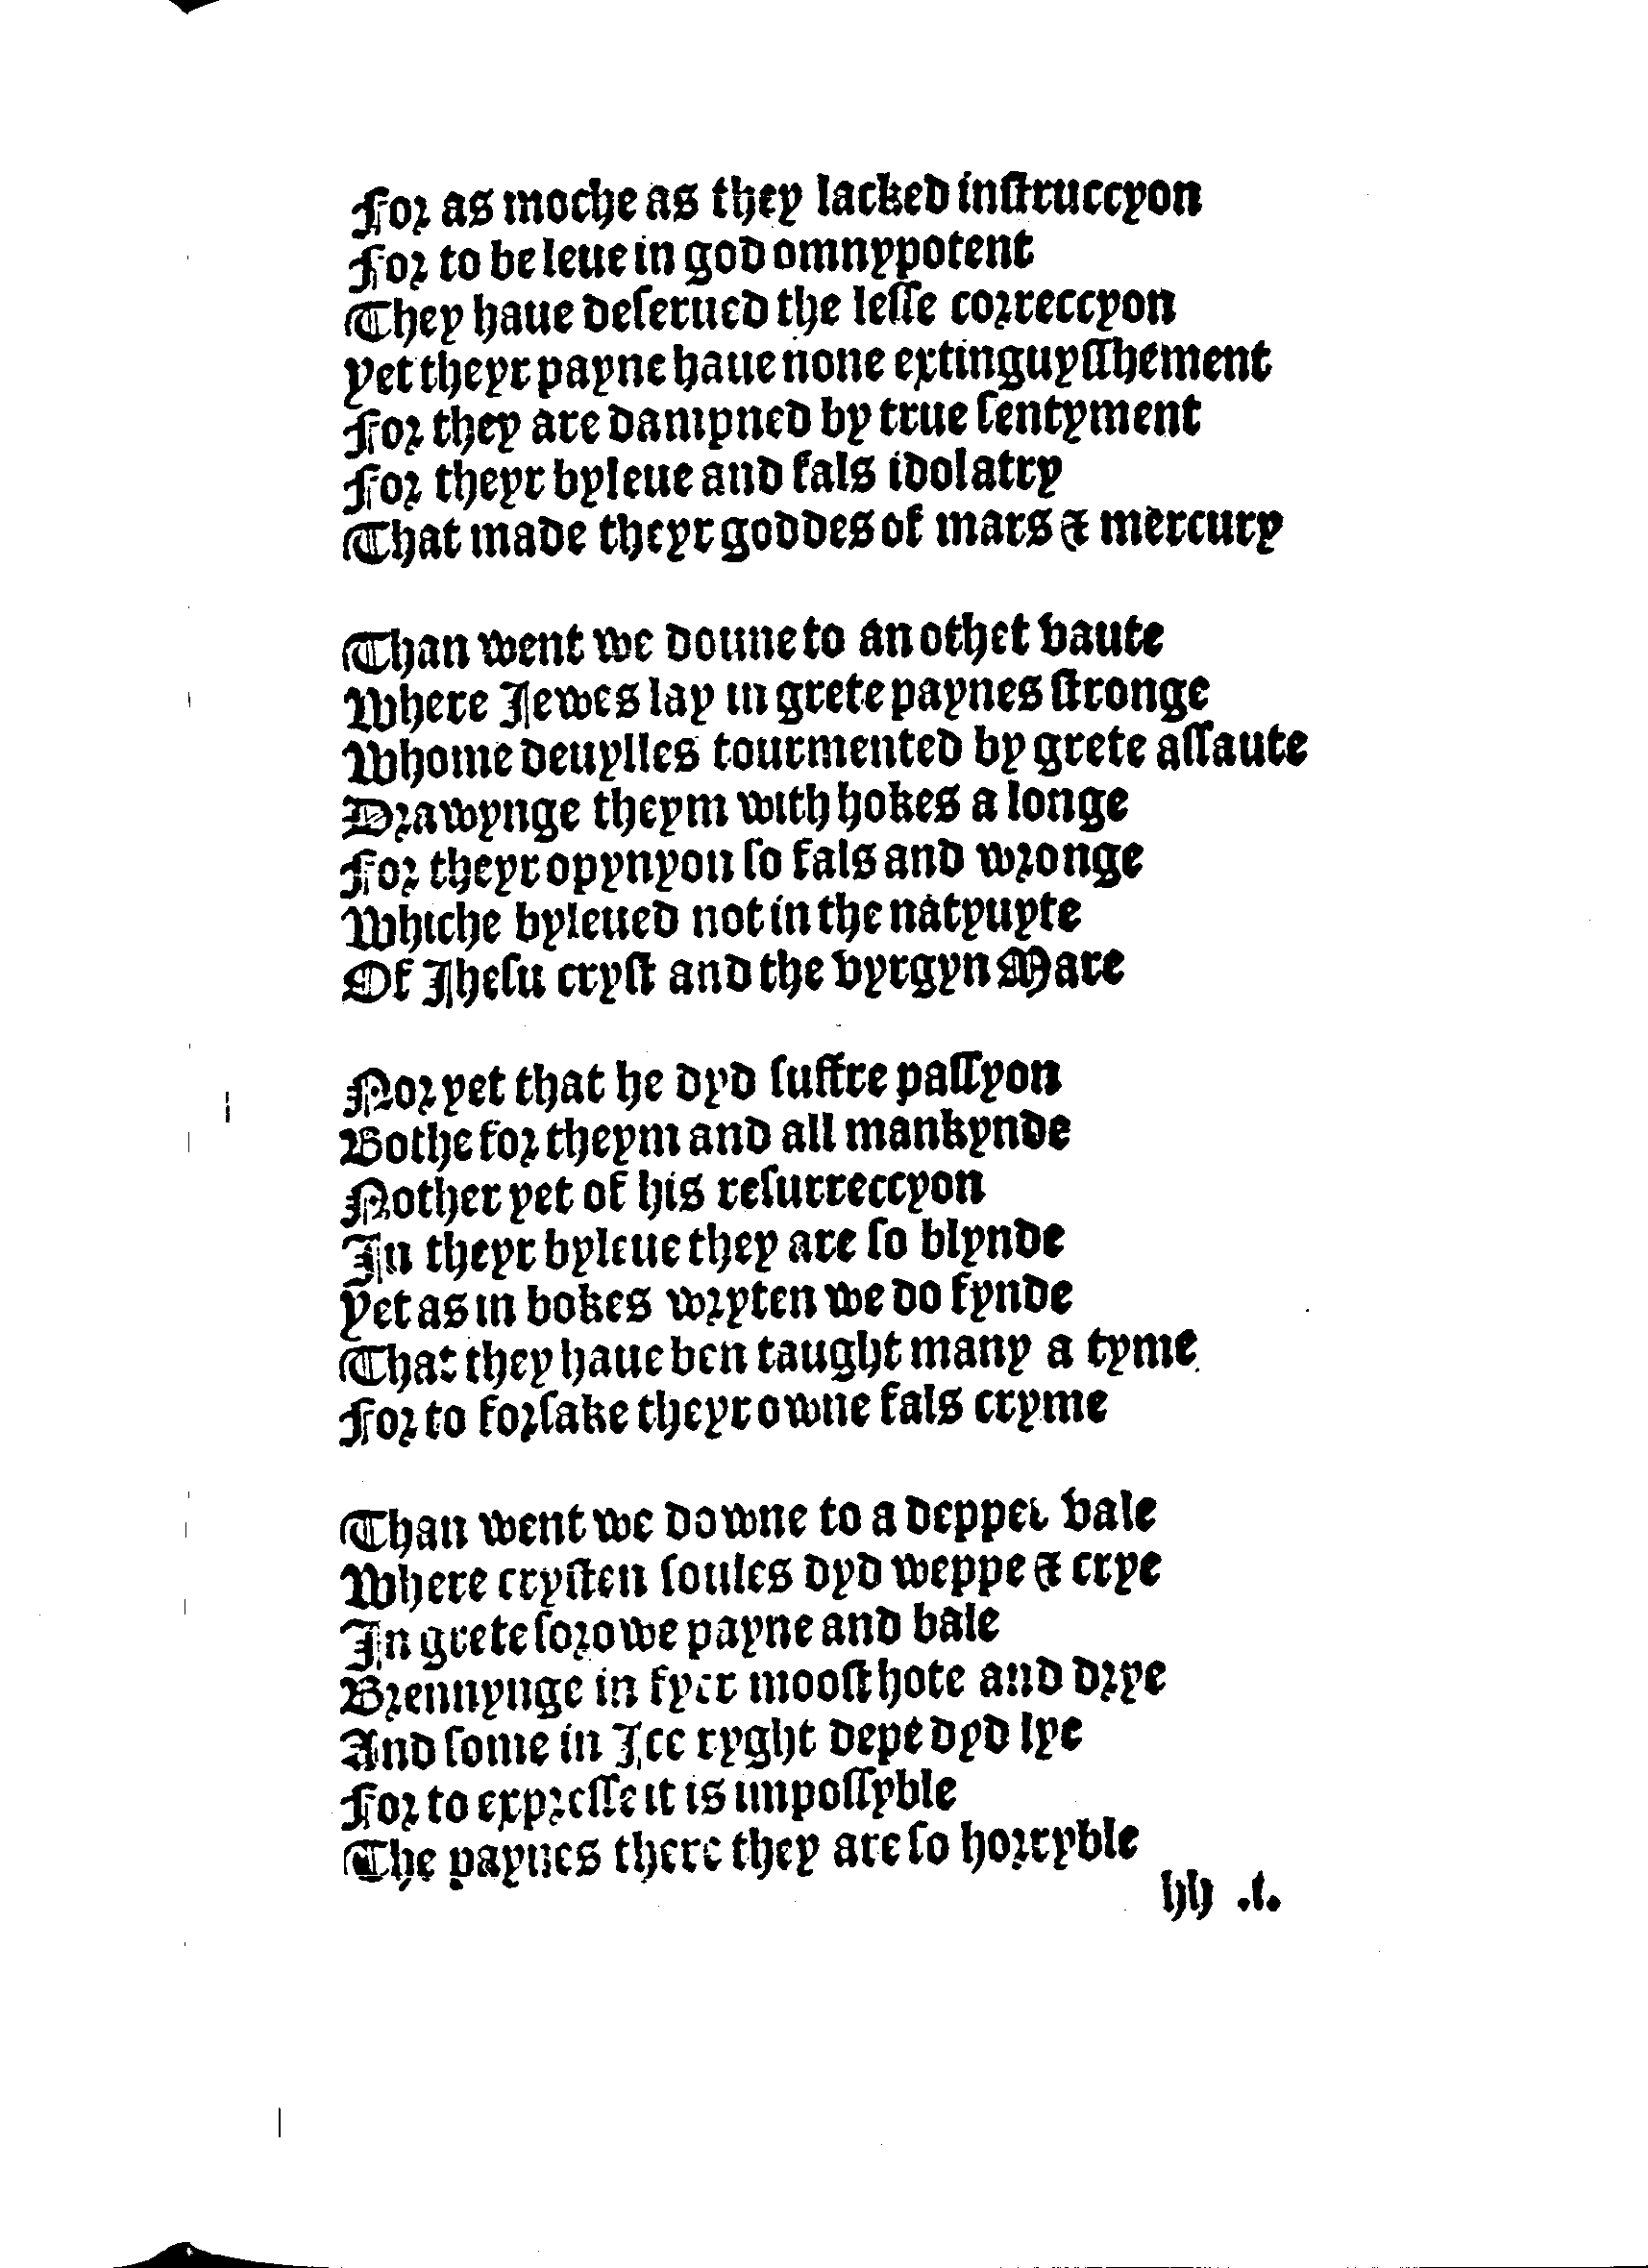 For as moche as they lacked inſtruccyon
For to be leue in god omnypotent
They haue deſerued the leſſe correccyon
Yet theyr payne haue none extinguyſſhement
For they are dampned by true ſentyment
For theyr byleue and fals idolatry
That made theyr goddes of mars & mercury
Than went we doune to an other vaute
Where Jewes lay in grete paynes ſtronge
Whome deuylles tourmented by grete aſſaute
Drawynge theym with hokes a longe
For theyr opynyon ſo fals and wronge
Whiche byleued not in the natyuyte
Of Jheſu cryſt and the vyrgyn Mare
Nor yet that he dyd ſuffre paſſyon
Bothe for theym and all mankynde
Nother yet of his reſurreccyon
In theyr byleue they are ſo blynde
Yet as in bokes wryten we do fynde
That they haue ben taught many a tyme
For to forſake theyr owne fals cryme
Than went we downe to a depper vale
Where cryſten ſoules dyd weppe & crye
In grete ſorowe payne and bale
Brennynge in fyer mooſt hote and drye
And ſome in Jce ryght depe dyd lye
For to expreſſe it is impoſſyble
The paynes there they are ſo horryble
hh .i.